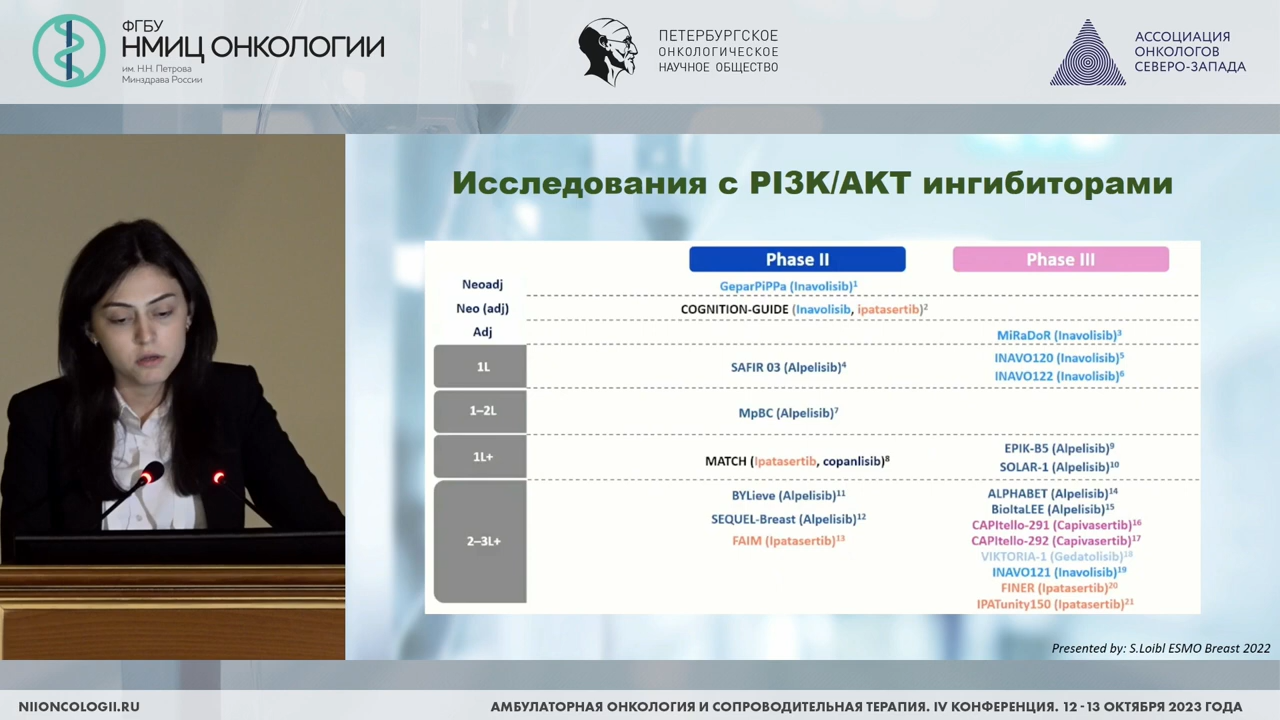 ФГБУ
НМИЦ ОНКОЛОГИИ
им. Н.Н. Петрова
Минздрава России
ПЕТЕРБУРГСКОЕ
ОНКОЛОГИЧЕСКОЕ
НАУЧНОЕ ОБЩЕСТВО
АССОЦИАЦИЯ
ОНКОЛОГОВ
СЕВЕРО-ЗАПАДА
Исследования с PI3K/AKT ингибиторами
Phase II Phase III
Neoadj GeparPiPPa (Inavolisib)¹
Neo (adj) COGNITION-GUIDE (Inavolisib, ipatasertib)²
Adj MiRaDoR (Inavolisib)³
1L SAFIR 03 (Alpelisib)⁴ INAVO120 (Inavolisib)⁵
INAVO122 (Inavolisib)⁶
1–2L MpBC (Alpelisib)⁷
1L+ MATCH (Ipatasertib, copanlisib)⁸ EPIK-B5 (Alpelisib)⁹
SOLAR-1 (Alpelisib)¹⁰
2–3L+ BYLieve (Alpelisib)¹¹ ALPHABET (Alpelisib)¹⁴
BioItaLEE (Alpelisib)¹⁵
SEQUEL-Breast (Alpelisib)¹² CAPItello-291 (Capivasertib)¹⁶
FAIM (Ipatasertib)¹³ CAPItello-292 (Capivasertib)¹⁷
VIKTORIA-1 (Gedatolisib)¹⁸
INAVO121 (Inavolisib)¹⁹
FINER (Ipatasertib)²⁰
IPATunity150 (Ipatasertib)²¹
Presented by: S.Loibl ESMO Breast 2022
NIIONCOLOGII.RU АМБУЛАТОРНАЯ ОНКОЛОГИЯ И СОПРОВОДИТЕЛЬНАЯ ТЕРАПИЯ. IV КОНФЕРЕНЦИЯ. 12 - 13 ОКТЯБРЯ 2023 ГОДА